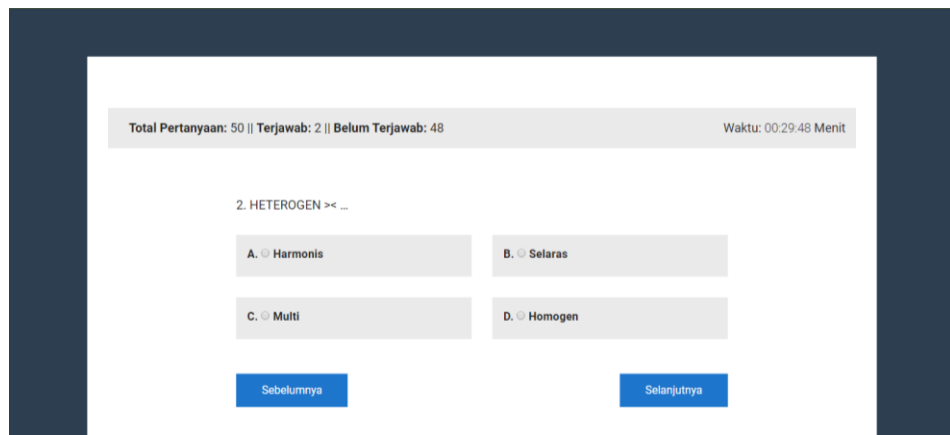 Total Pertanyaan: 50 || Terjawab: 2 || Belum Terjawab: 48
Waktu: 00:29:48 Menit
2. HETEROGEN >< ...
A. Harmonis
B. Selaras
C. Multi
D. Homogen
Sebelumnya
Selanjutnya